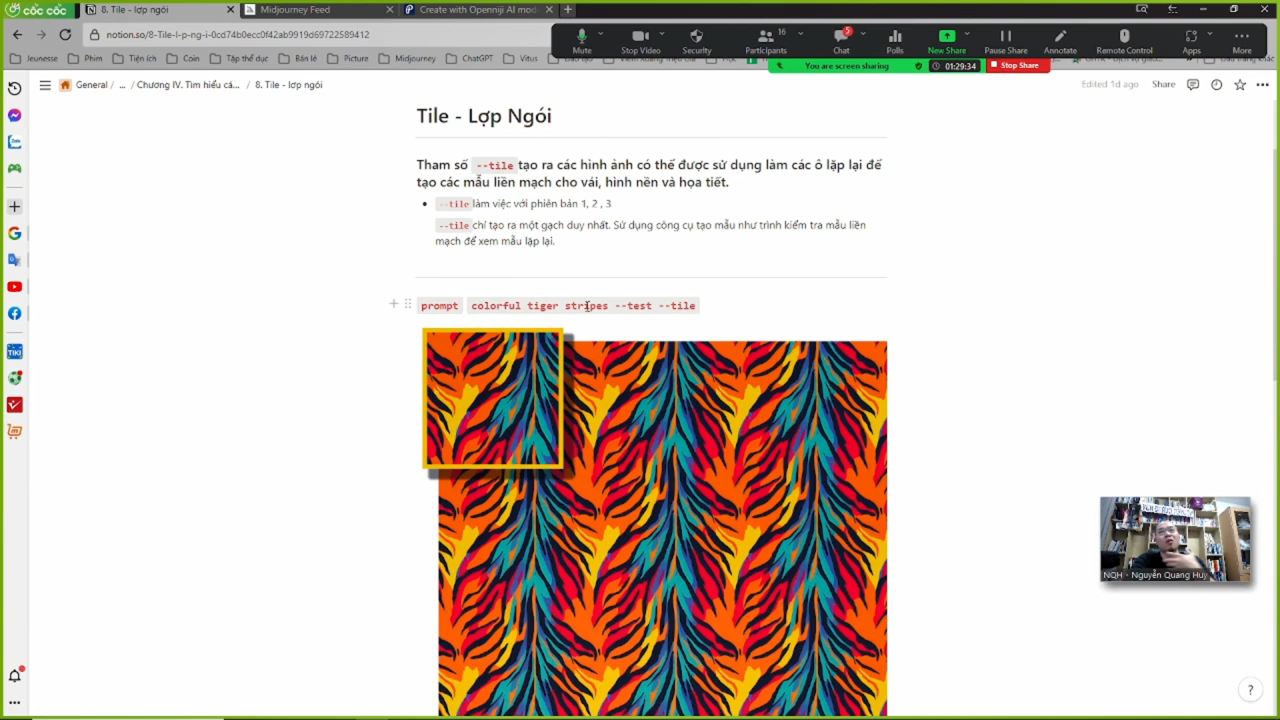 cốc cốc
8. Tile - lợp ngói
Midjourney Feed
Create with Openniji AI mod
notion.so/8-Tile-l-p-ng-i-0cd74b0ecc0f42ab9919d69722589412
Mute
Stop Video
Security
Participants
16
Chat
5
Polls
New Share
Pause Share
Annotate
Remote Control
Apps
More
Jeunesse
Phim
Tiện ích
Coin
Tập thể dục
Bán lẻ
Picture
Midjourney
ChatGPT
Vitus
You are screen sharing
01:29:34
Stop Share
General / ... / Chương IV. Tìm hiểu cá... / 8. Tile - lợp ngói
Edited 1d ago
Share
Tile - Lợp Ngói
Tham số --tile tạo ra các hình ảnh có thể được sử dụng làm các ô lặp lại để
tạo các mẫu liền mạch cho vải, hình nền và họa tiết.
• --tile làm việc với phiên bản 1, 2 , 3
--tile chỉ tạo ra một gạch duy nhất. Sử dụng công cụ tạo mẫu như trình kiểm tra mẫu liền
mạch để xem mẫu lặp lại.
prompt colorful tiger stripes --test --tile
TIKI
NQH - Nguyễn Quang Huy
?